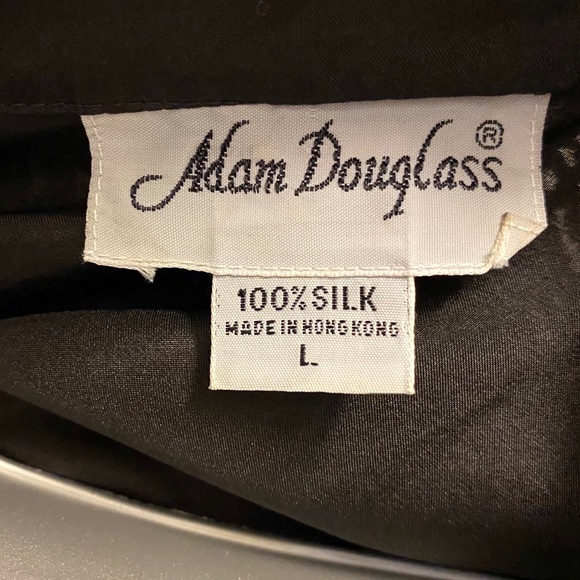 Adam Douglass®
100% SILK
MADE IN HONG KONG
L.